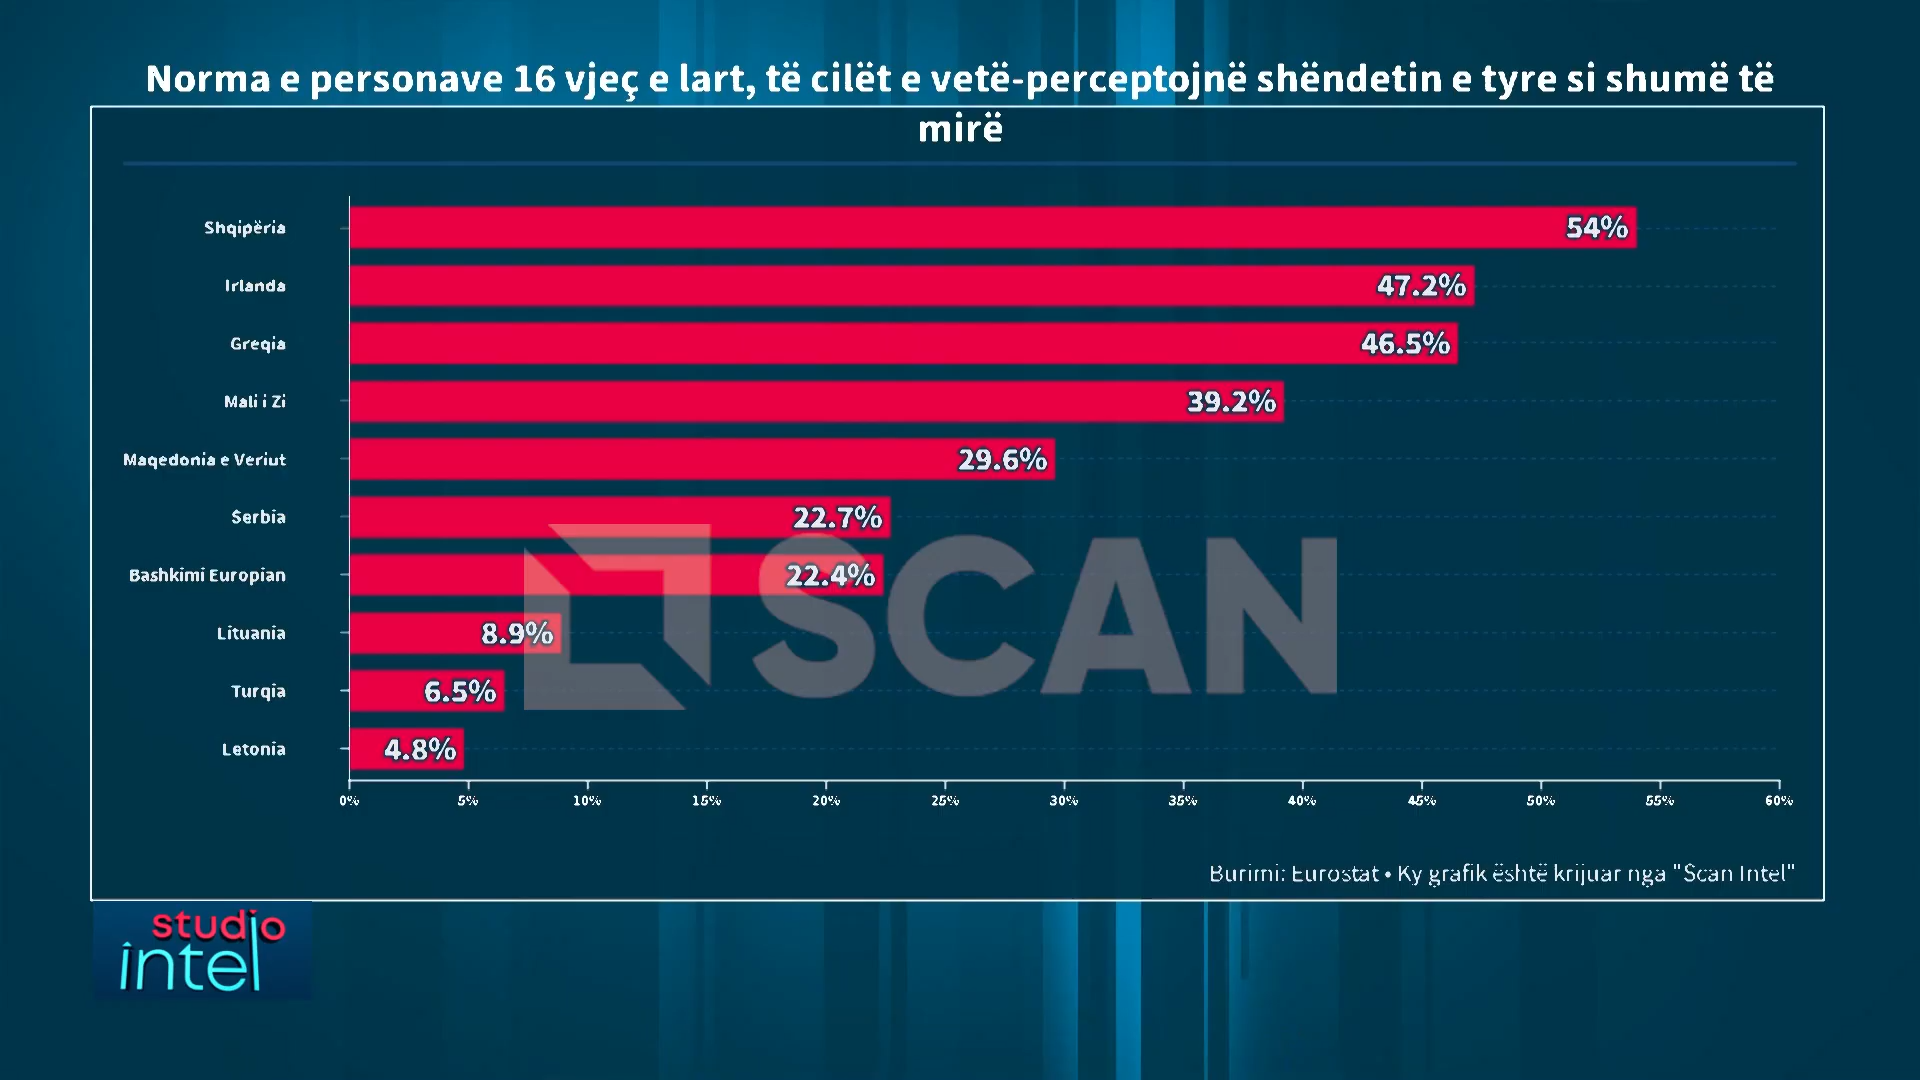 Norma e personave 16 vjeç e lart, të cilët e vetë-perceptojnë shëndetin e tyre si shumë të
mirë
Shqipëria 54%
Irlanda 47.2%
Greqia 46.5%
Mali i Zi 39.2%
Maqedonia e Veriut 29.6%
Serbia 22.7%
Bashkimi Europian 22.4%
SCAN
Lituania 8.9%
Turqia 6.5%
Letonia 4.8%
0% 5% 10% 15% 20% 25% 30% 35% 40% 45% 50% 55% 60%
Burimi: Eurostat • Ky grafik është krijuar nga "Scan Intel"
studio
intel